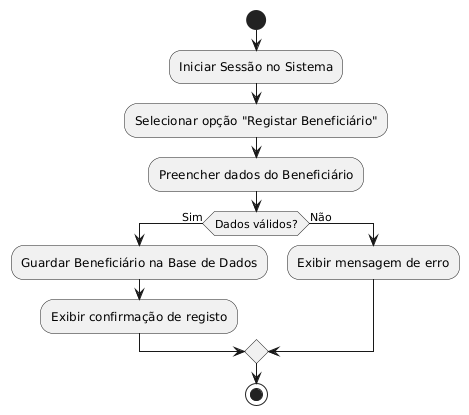 Iniciar Sessão no Sistema
Selecionar opção "Registar Beneficiário"
Preencher dados do Beneficiário
Sim
Dados válidos?
Não
Guardar Beneficiário na Base de Dados
Exibir mensagem de erro
Exibir confirmação de registo